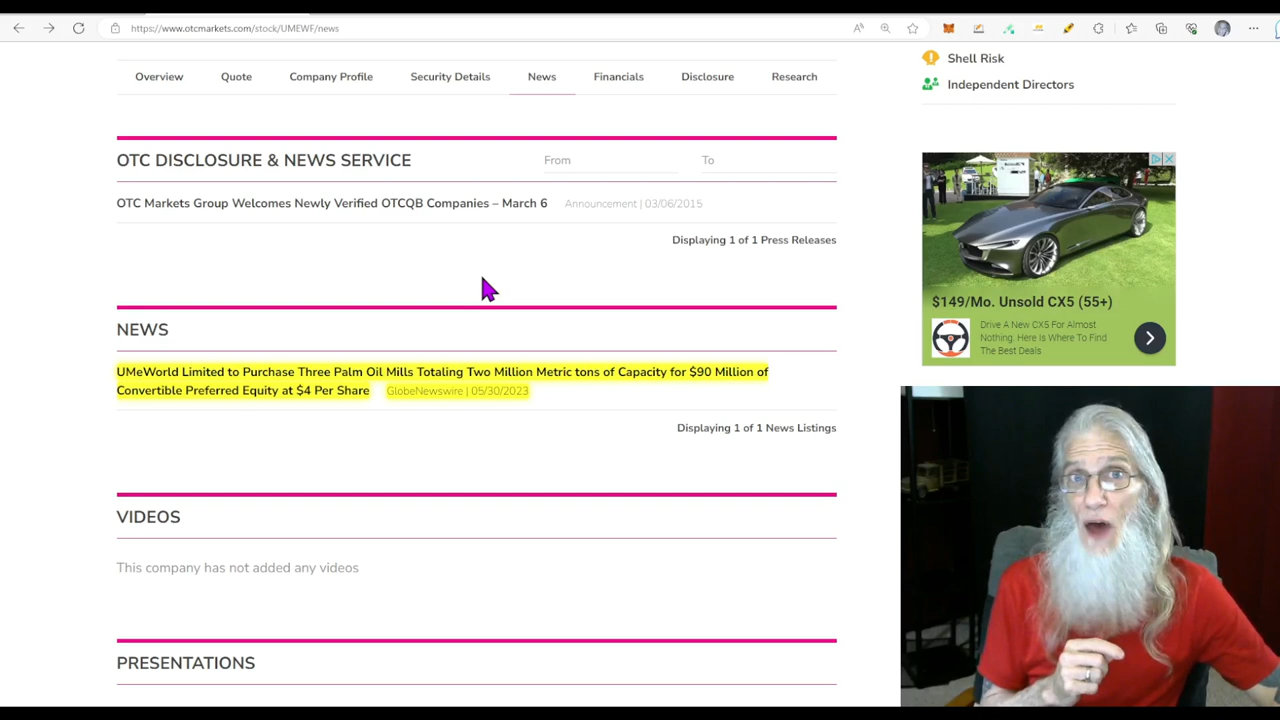 https://www.otcmarkets.com/stock/UMEWF/news
Overview Quote Company Profile Security Details News Financials Disclosure Research
Shell Risk
Independent Directors
OTC DISCLOSURE & NEWS SERVICE From To
OTC Markets Group Welcomes Newly Verified OTCQB Companies – March 6 Announcement | 03/06/2015
Displaying 1 of 1 Press Releases
NEWS
UMeWorld Limited to Purchase Three Palm Oil Mills Totaling Two Million Metric tons of Capacity for $90 Million of
Convertible Preferred Equity at $4 Per Share GlobeNewswire | 05/30/2023
Displaying 1 of 1 News Listings
VIDEOS
This company has not added any videos
PRESENTATIONS
$149/Mo. Unsold CX5 (55+)
Drive A New CX5 For Almost
Nothing. Here Is Where To Find
The Best Deals